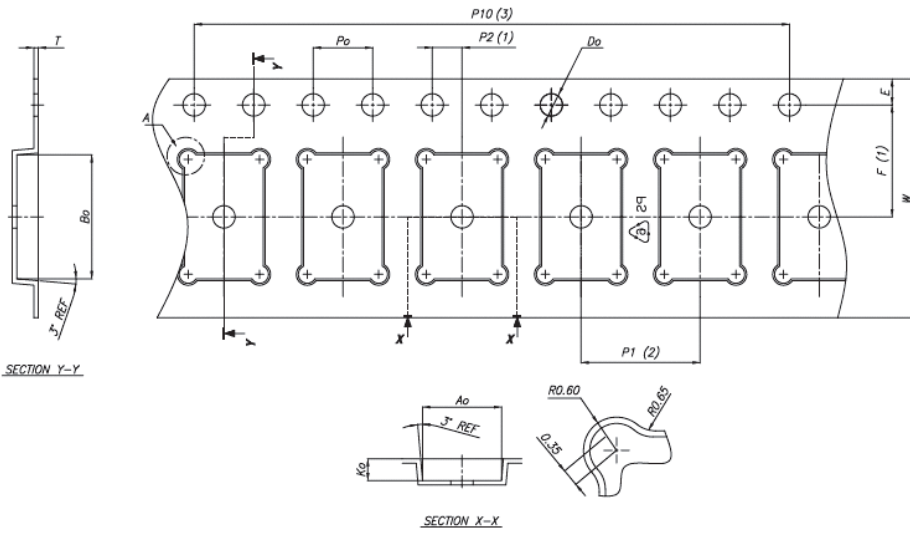 P10 (3)
Po
P2 (1)
Do
T
Y
E
A
F (1)
W
Bo
PS
6
3° REF
Y
X
X
P1 (2)
SECTION Y-Y
Ao
3° REF
Ko
SECTION X-X
R0.60
R0.65
0.35